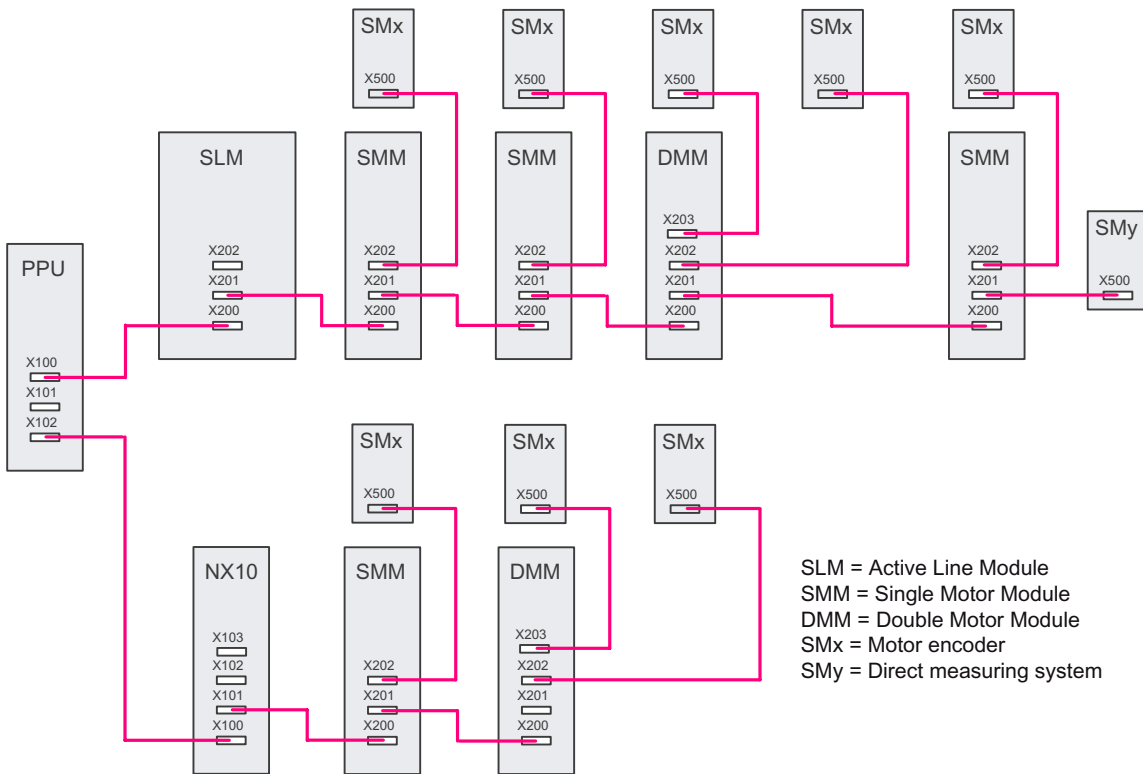 SMx
X500
SMx
X500
SMx
X500
SMx
X500
SMx
X500
SLM
X202
X201
X200
SMM
X202
X201
X200
SMM
X202
X201
X200
DMM
X203
X202
X201
X200
SMM
X202
X201
X200
SMy
X500
PPU
X100
X101
X102
SMx
X500
SMx
X500
SMx
X500
NX10
X103
X102
X101
X100
SMM
X202
X201
X200
DMM
X203
X202
X201
X200
SLM = Active Line Module
SMM = Single Motor Module
DMM = Double Motor Module
SMx = Motor encoder
SMy = Direct measuring system